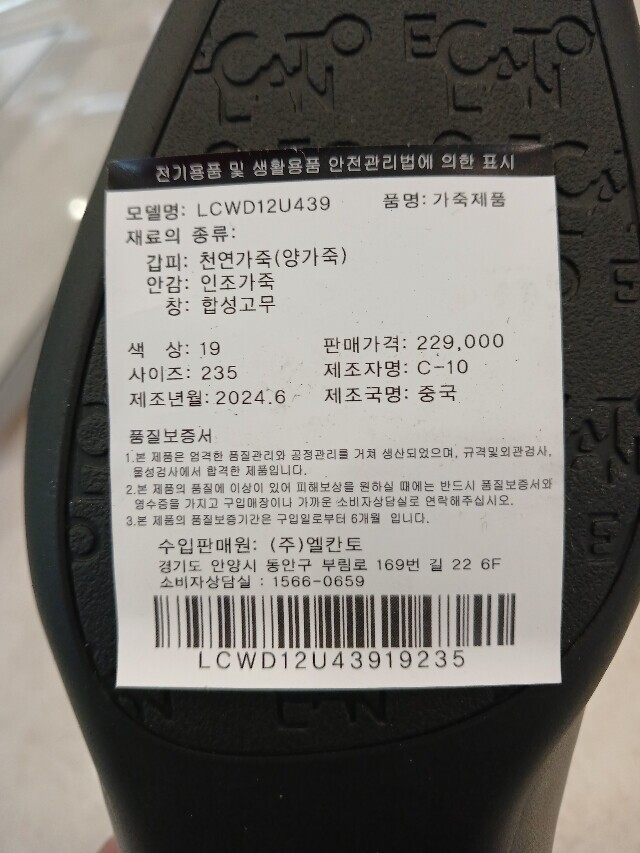 ECNTO
LAN
ECNTO
LAN
전기용품 및 생활용품 안전관리법에 의한 표시
모델명: LCWD12U439 품명: 가죽제품
재료의 종류:
갑피: 천연가죽(양가죽)
안감: 인조가죽
창: 합성고무
색 상: 19 판매가격: 229,000
사이즈: 235 제조자명: C-10
제조년월: 2024.6 제조국명: 중국
품질보증서
1.본 제품은 엄격한 품질관리와 공정관리를 거쳐 생산되었으며, 규격및외관검사,
물성검사에서 합격한 제품입니다.
2.본 제품의 품질에 이상이 있어 피해보상을 원하실 때에는 반드시 품질보증서와
영수증을 가지고 구입매장이나 가까운 소비자상담실로 연락해주십시오.
3.본 제품의 품질보증기간은 구입일로부터 6개월 입니다.
수입판매원: (주)엘칸토
경기도 안양시 동안구 부림로 169번 길 22 6F
소비자상담실 : 1566-0659
LCWD12U43919235